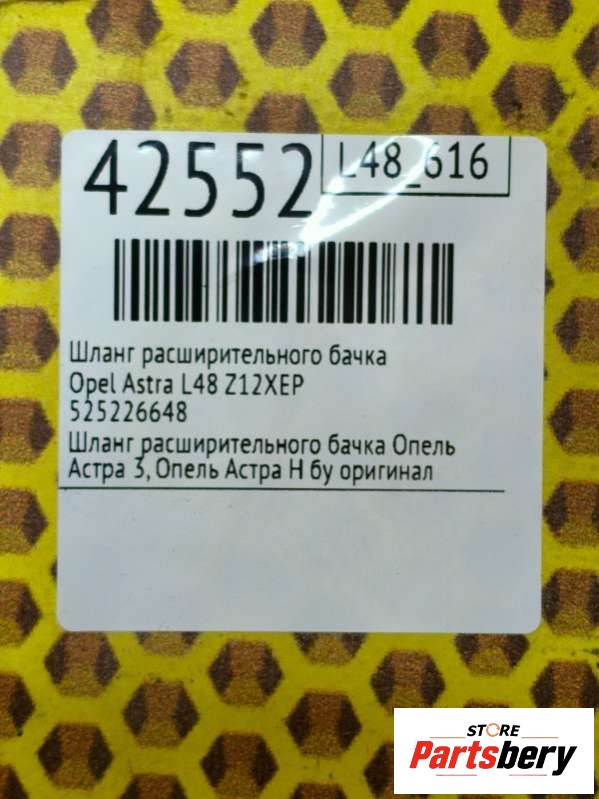 42552
L48_616
Шланг расширительного бачка
Opel Astra L48 Z12XEP
525226648
Шланг расширительного бачка Опель
Астра 3, Опель Астра H бу оригинал
STORE
Partsbery